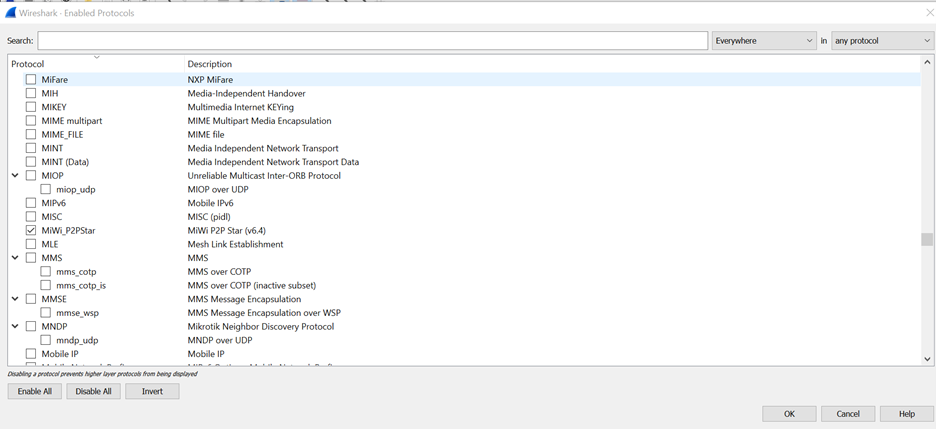 Wireshark · Enabled Protocols
Search: Everywhere in any protocol
Protocol Description
MiFare NXP MiFare
MIH Media-Independent Handover
MIKEY Multimedia Internet KEYing
MIME multipart MIME Multipart Media Encapsulation
MIME_FILE MIME file
MINT Media Independent Network Transport
MINT (Data) Media Independent Network Transport Data
MIOP Unreliable Multicast Inter-ORB Protocol
miop_udp MIOP over UDP
MIPv6 Mobile IPv6
MISC MISC (pidl)
MiWi_P2PStar MiWi P2P Star (v6.4)
MLE Mesh Link Establishment
MMS MMS
mms_cotp MMS over COTP
mms_cotp_is MMS over COTP (inactive subset)
MMSE MMS Message Encapsulation
mmse_wsp MMS Message Encapsulation over WSP
MNDP Mikrotik Neighbor Discovery Protocol
mndp_udp MNDP over UDP
Mobile IP Mobile IP
Disabling a protocol prevents higher layer protocols from being displayed
Enable All Disable All Invert
OK Cancel Help